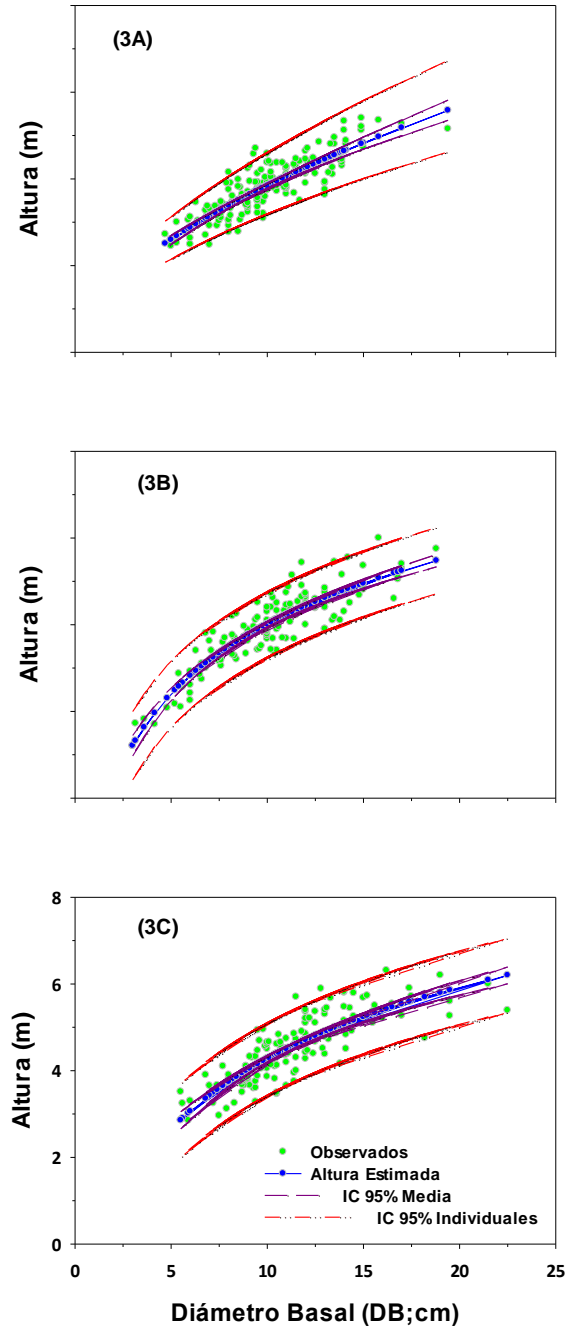 (3A)
Altura (m)
(3B)
Altura (m)
(3C)
Altura (m)
8
6
4
2
0
Observados
Altura Estimada
IC 95% Media
IC 95% Individuales
0 5 10 15 20 25
Diámetro Basal (DB;cm)